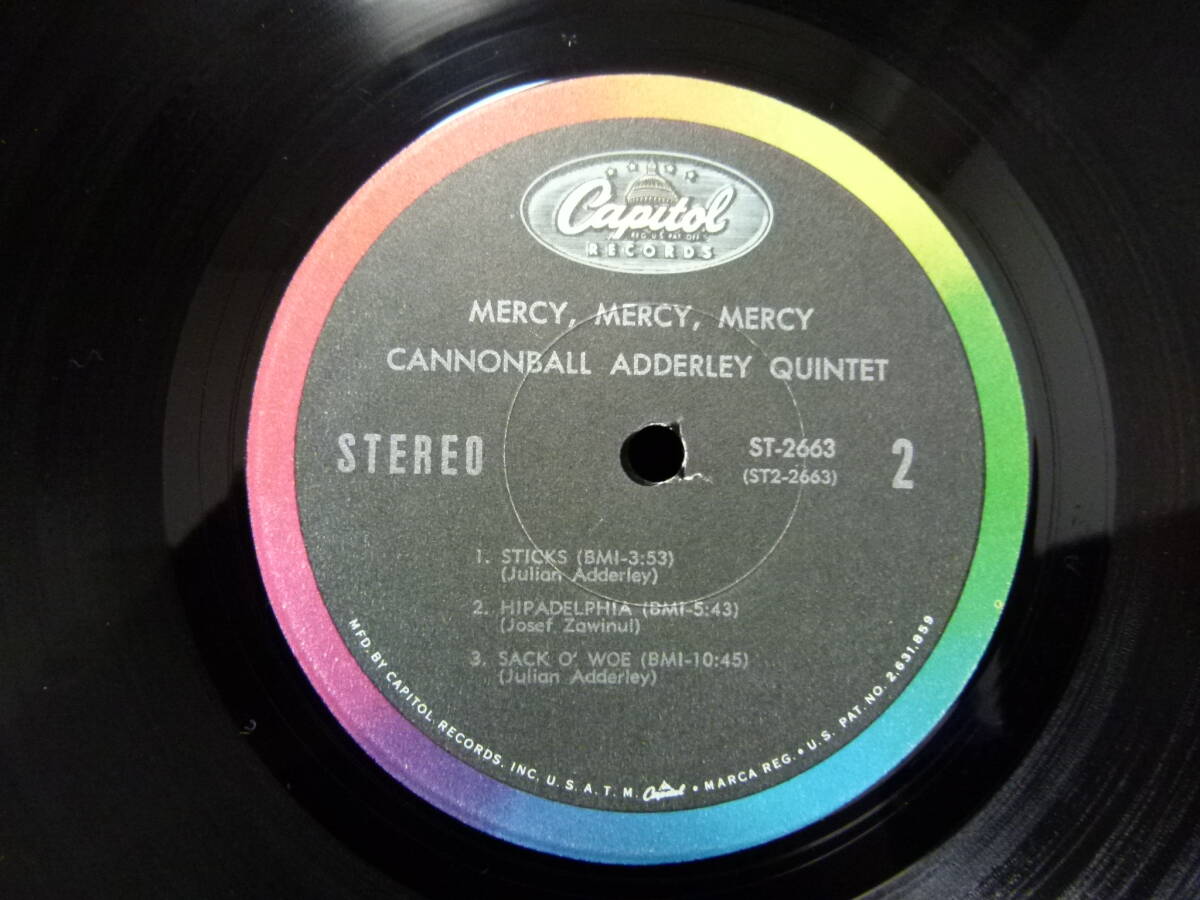 Capitol
REG. U.S. PAT. OFF.
RECORDS
MERCY, MERCY, MERCY
CANNONBALL ADDERLEY QUINTET
STEREO
ST-2663
(ST2-2663)
2
1. STICKS (BMI-3:53)
(Julian Adderley)
2. HIPADELPHIA (BMI-5:43)
(Josef Zawinul)
3. SACK O' WOE (BMI-10:45)
(Julian Adderley)
MFD. BY CAPITOL RECORDS, INC. U. S. A. T. M. Capitol • MARCA REG. • U.S. PAT. NO. 2,631,859